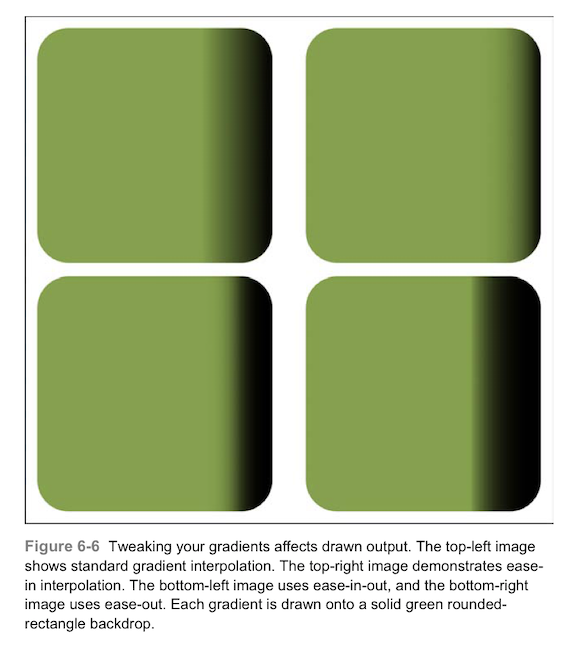 Figure 6-6 Tweaking your gradients affects drawn output. The top-left image
shows standard gradient interpolation. The top-right image demonstrates ease-
in interpolation. The bottom-left image uses ease-in-out, and the bottom-right
image uses ease-out. Each gradient is drawn onto a solid green rounded-
rectangle backdrop.